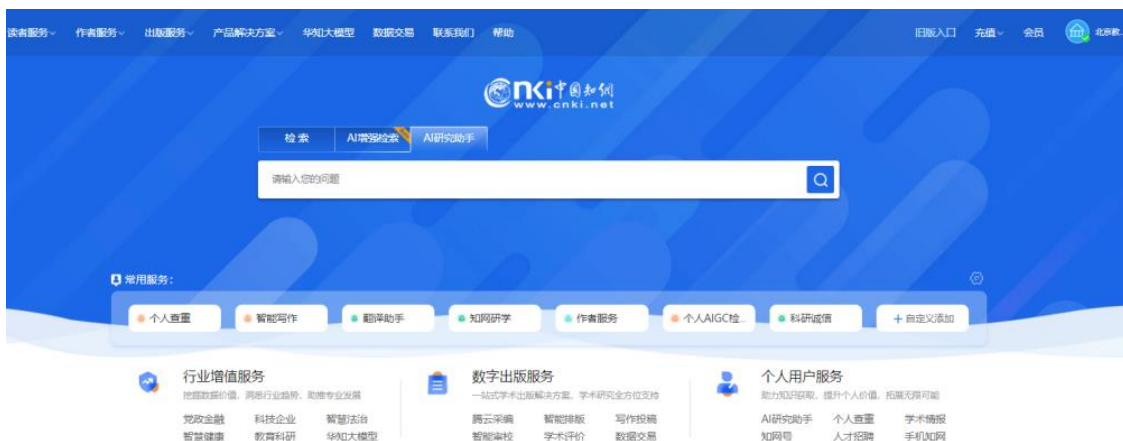 读者服务 作者服务 出版服务 产品解决方案 华知大模型 数据交易 联系我们 帮助 旧版入口 充值 会员
cnki中国知网
www.cnki.net
检索 AI增强检索 AI研究助手
请输入您的问题
常用服务:
个人查重 智能写作 翻译助手 知网研学 作者服务 个人AIGC检... 科研诚信 + 自定义添加
行业增值服务 数字出版服务 个人用户服务
挖掘数据价值,洞悉行业趋势,助推专业发展 一站式学术出版解决方案,学术研究全方位支持 助力知识获取,提升个人价值,拓展无限可能
党政金融 科技企业 智慧法治 腾云采编 智能排版 写作投稿 AI研究助手 个人查重 学术情报
智慧健康 教育科研 华知大模型 智能审校 学术评价 数据交易 知网号 人才招聘 手机知网